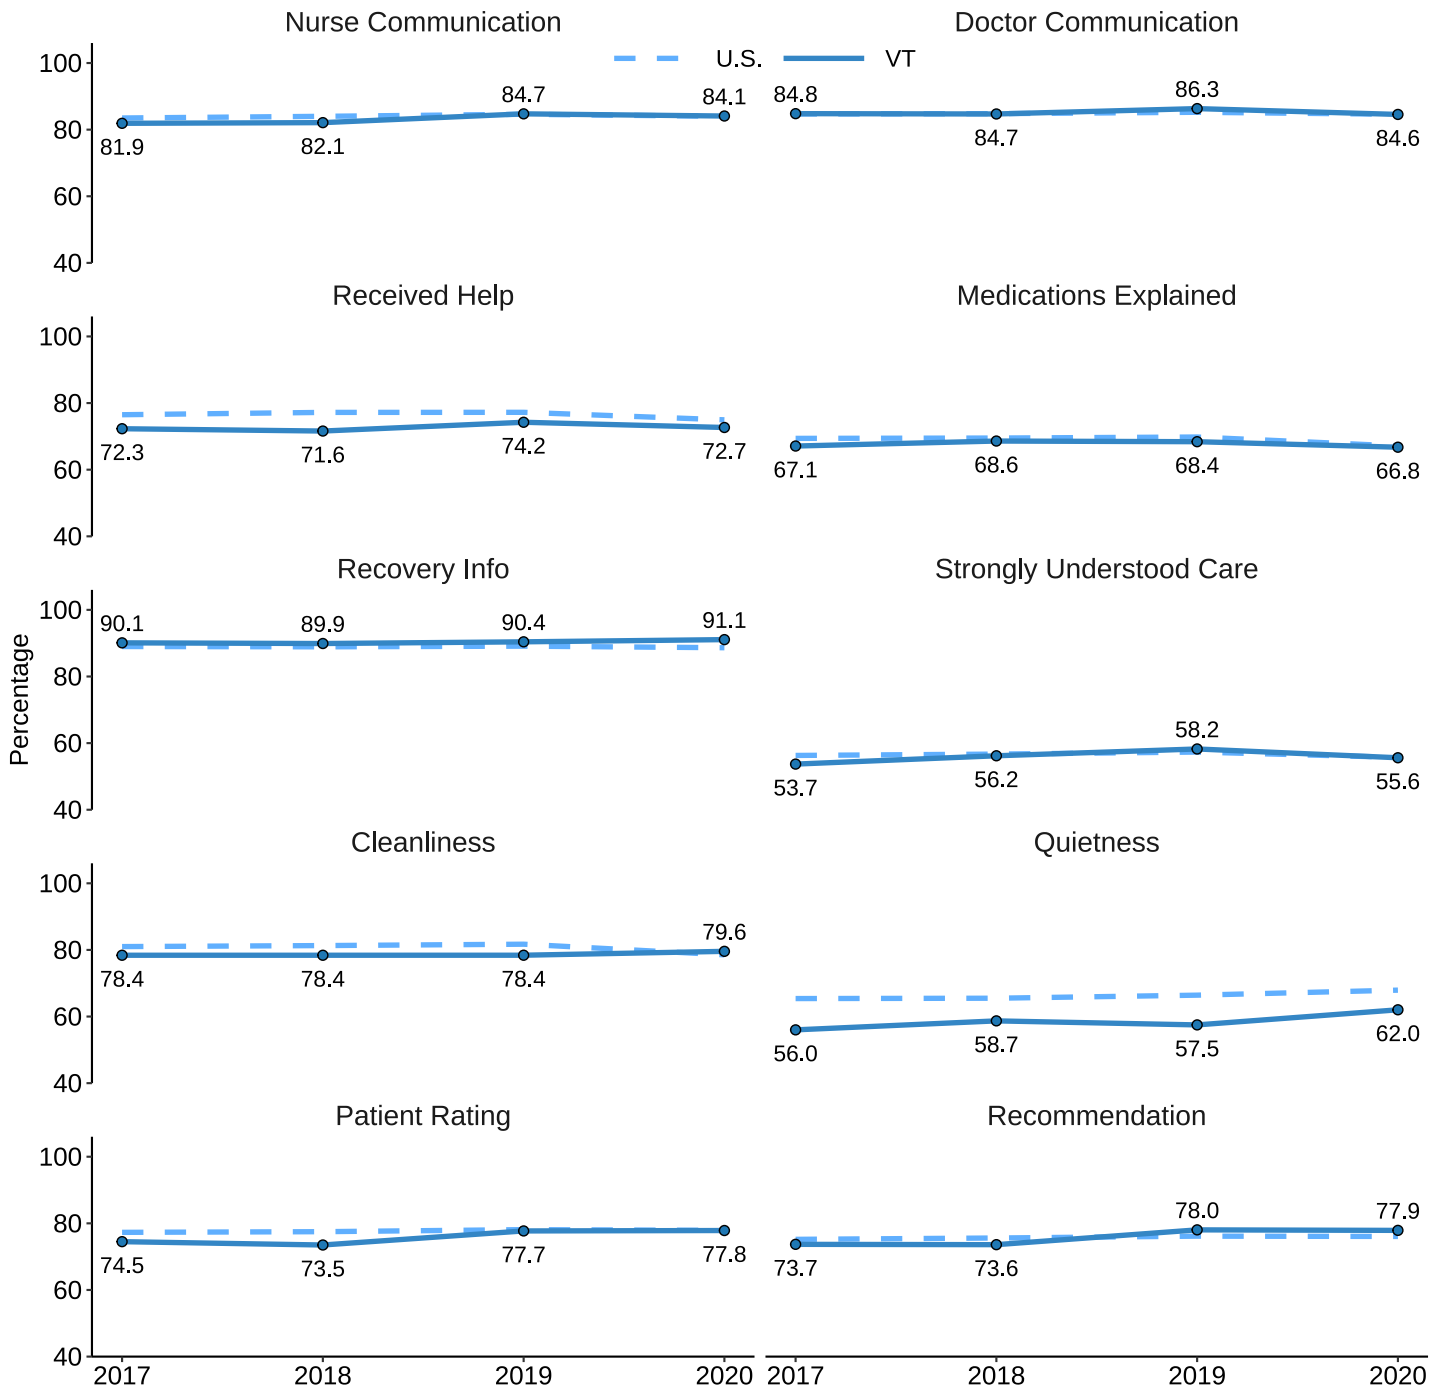 Nurse Communication
Doctor Communication
U.S. VT
100
80
60
40
81.9 82.1 84.7 84.1
84.8 84.7 86.3 84.6
Received Help
Medications Explained
100
80
60
40
72.3 71.6 74.2 72.7
67.1 68.6 68.4 66.8
Recovery Info
Strongly Understood Care
Percentage
100
80
60
40
90.1 89.9 90.4 91.1
53.7 56.2 58.2 55.6
Cleanliness
Quietness
100
80
60
40
78.4 78.4 78.4 79.6
56.0 58.7 57.5 62.0
Patient Rating
Recommendation
100
80
60
40
74.5 73.5 77.7 77.8
73.7 73.6 78.0 77.9
2017 2018 2019 2020
2017 2018 2019 2020